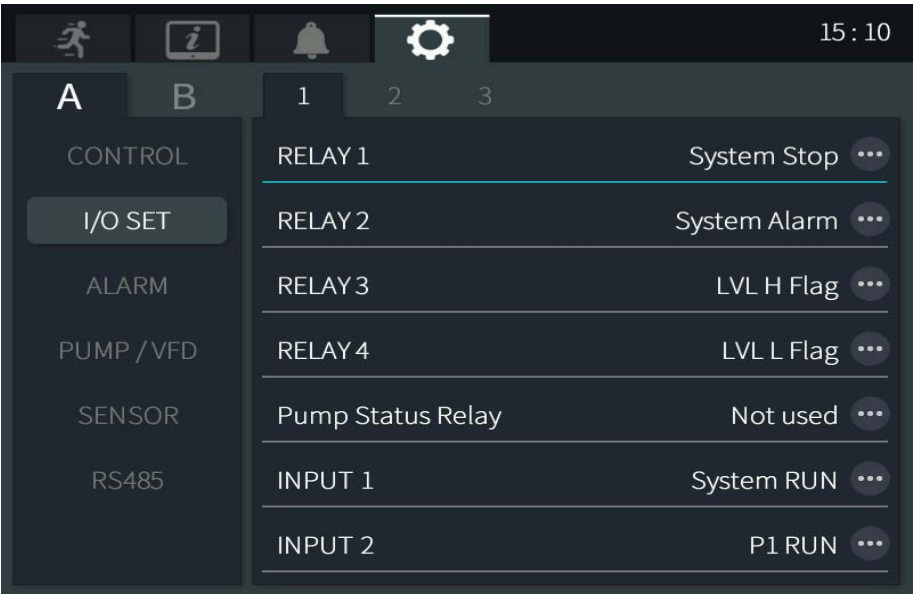 i
15:10
A B
1 2 3
CONTROL
I/O SET
ALARM
PUMP / VFD
SENSOR
RS485
RELAY 1 System Stop
RELAY 2 System Alarm
RELAY 3 LVL H Flag
RELAY 4 LVL L Flag
Pump Status Relay Not used
INPUT 1 System RUN
INPUT 2 P1 RUN